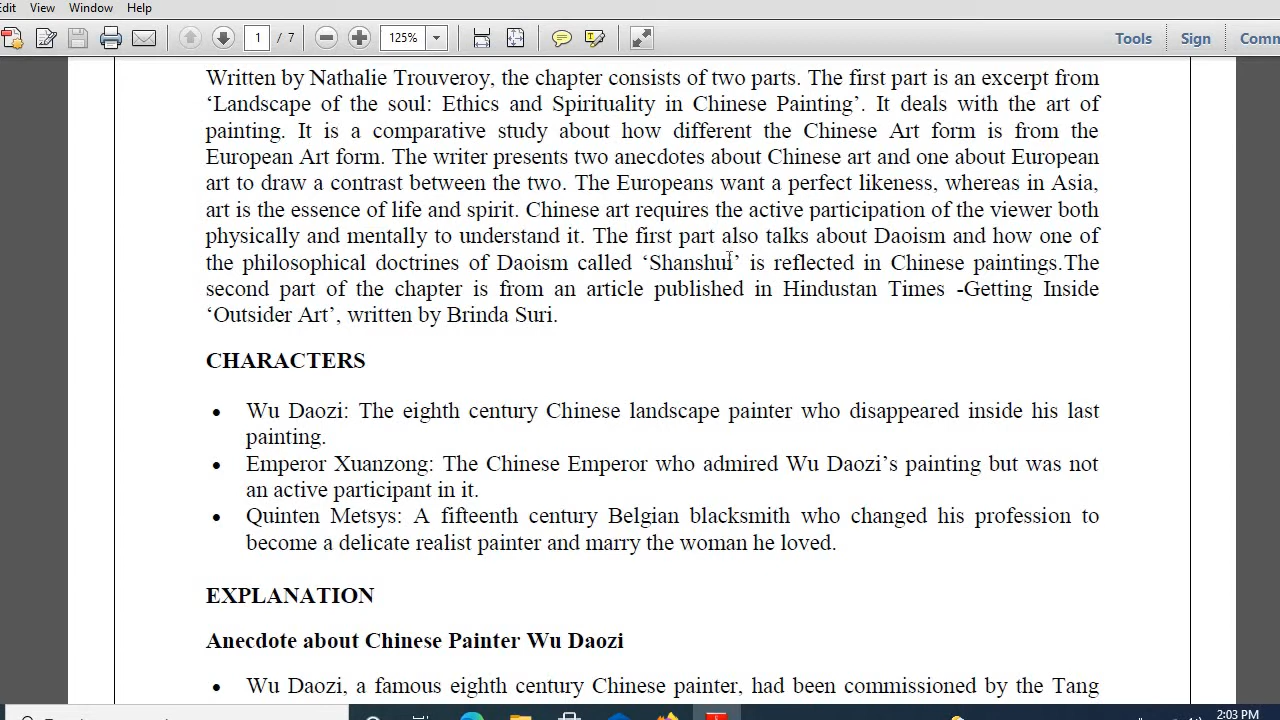 Edit View Window Help
1 / 7 125% Tools Sign Comm
Written by Nathalie Trouveroy, the chapter consists of two parts. The first part is an excerpt from
‘Landscape of the soul: Ethics and Spirituality in Chinese Painting’. It deals with the art of
painting. It is a comparative study about how different the Chinese Art form is from the
European Art form. The writer presents two anecdotes about Chinese art and one about European
art to draw a contrast between the two. The Europeans want a perfect likeness, whereas in Asia,
art is the essence of life and spirit. Chinese art requires the active participation of the viewer both
physically and mentally to understand it. The first part also talks about Daoism and how one of
the philosophical doctrines of Daoism called ‘Shanshui’ is reflected in Chinese paintings.The
second part of the chapter is from an article published in Hindustan Times -Getting Inside
‘Outsider Art’, written by Brinda Suri.
CHARACTERS
• Wu Daozi: The eighth century Chinese landscape painter who disappeared inside his last
painting.
• Emperor Xuanzong: The Chinese Emperor who admired Wu Daozi’s painting but was not
an active participant in it.
• Quinten Metsys: A fifteenth century Belgian blacksmith who changed his profession to
become a delicate realist painter and marry the woman he loved.
EXPLANATION
Anecdote about Chinese Painter Wu Daozi
• Wu Daozi, a famous eighth century Chinese painter, had been commissioned by the Tang
2:03 PM